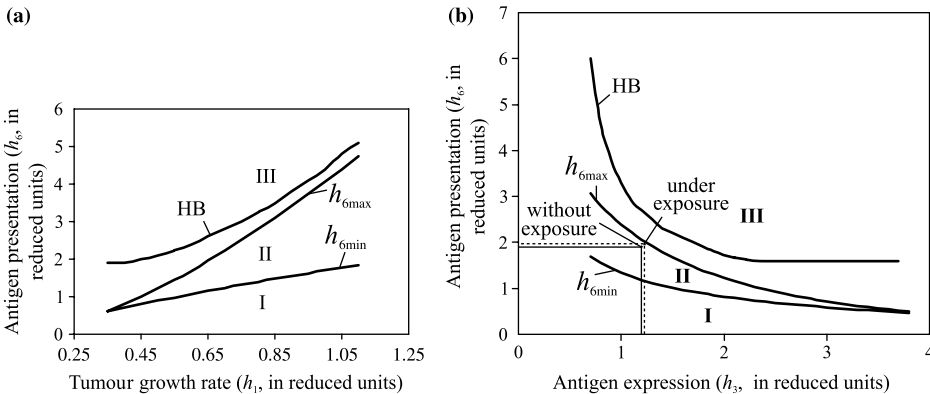 (a)
Antigen presentation (h6, in
reduced units)
6
5
4
3
2
1
0
0.25
0.45
0.65
0.85
1.05
1.25
Tumour growth rate (h1, in reduced units)
HB
III
h6max
II
h6min
I
(b)
Antigen presentation (h6, in
reduced units)
7
6
5
4
3
2
1
0
0
1
2
3
4
Antigen expression (h3, in reduced units)
HB
h6max
under
exposure
without
exposure
III
II
h6min
I